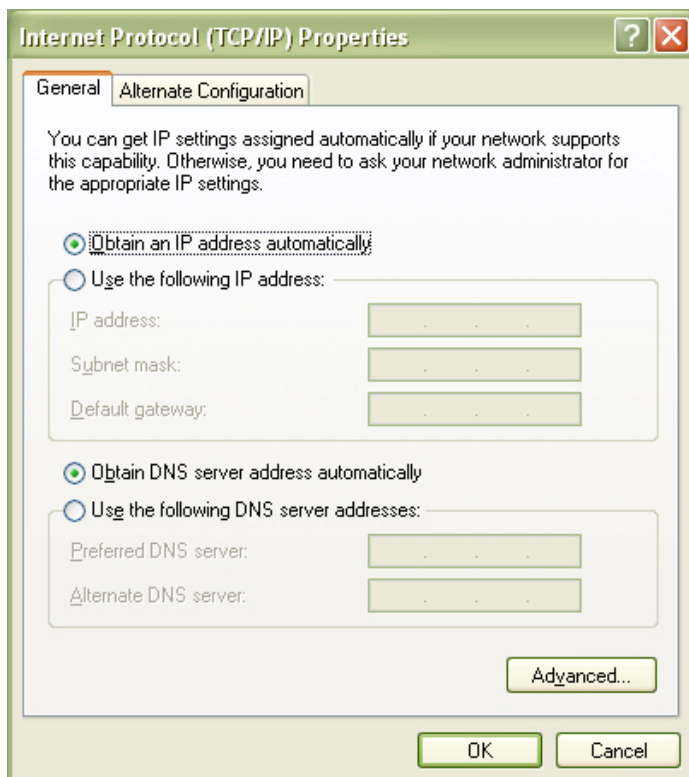 Internet Protocol (TCP/IP) Properties
General
Alternate Configuration
You can get IP settings assigned automatically if your network supports
this capability. Otherwise, you need to ask your network administrator for
the appropriate IP settings.
Obtain an IP address automatically
Use the following IP address:
IP address:
Subnet mask:
Default gateway:
Obtain DNS server address automatically
Use the following DNS server addresses:
Preferred DNS server:
Alternate DNS server:
Advanced...
OK
Cancel